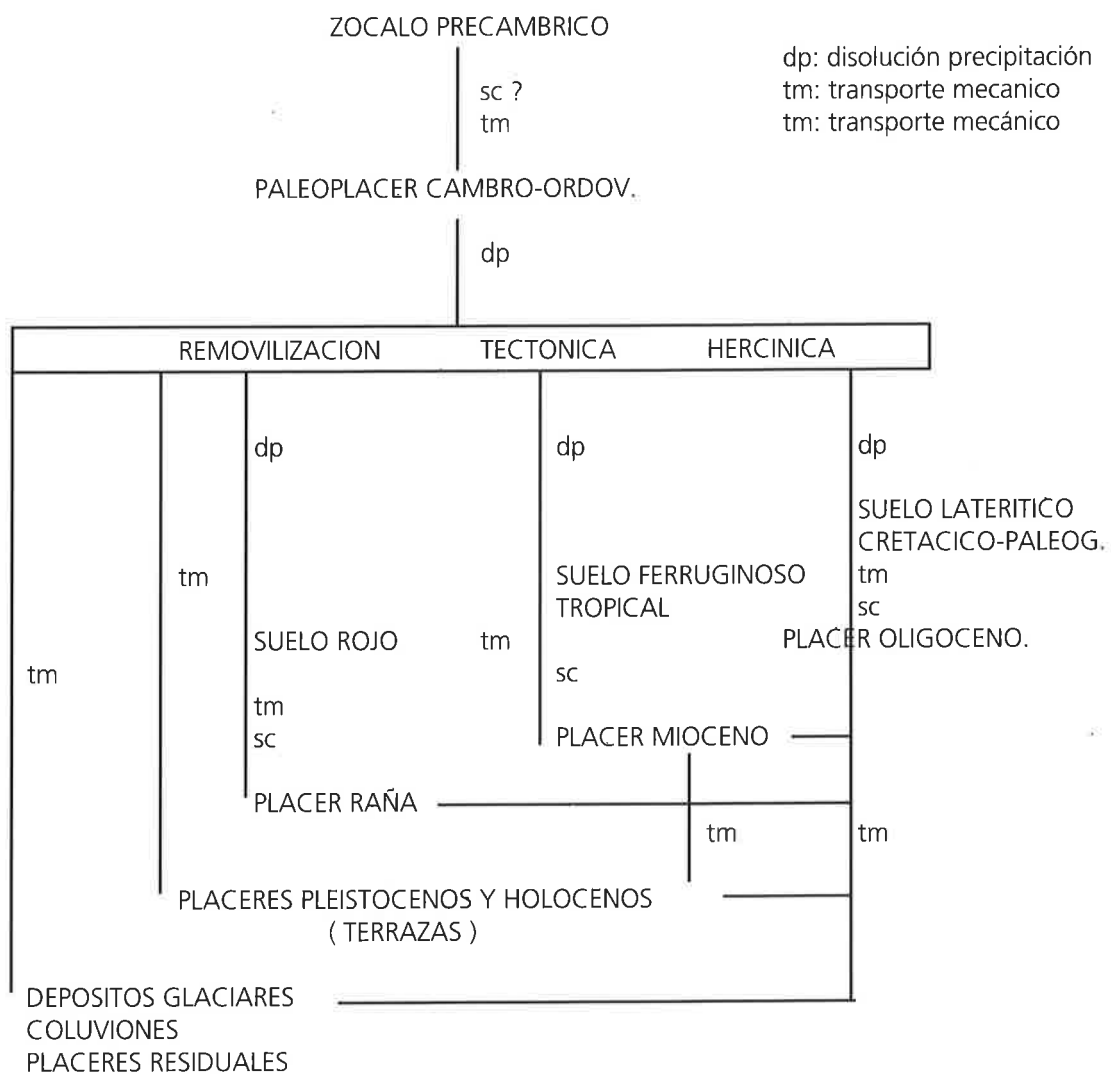 ZOCALO PRECAMBRICO
dp: disolución precipitación
tm: transporte mecanico
tm: transporte mecánico
sc ?
tm
PALEOPLACER CAMBRO-ORDOV.
dp
REMOVILIZACION TECTONICA HERCINICA
dp
dp
dp
SUELO LATERITICO
CRETACICO-PALEOG.
tm
SUELO FERRUGINOSO
TROPICAL
tm
sc
SUELO ROJO
tm
PLACER OLIGOCENO.
tm
sc
tm
sc
PLACER MIOCENO
PLACER RAÑA
tm
tm
PLACERES PLEISTOCENOS Y HOLOCENOS
( TERRAZAS )
DEPOSITOS GLACIARES
COLUVIONES
PLACERES RESIDUALES